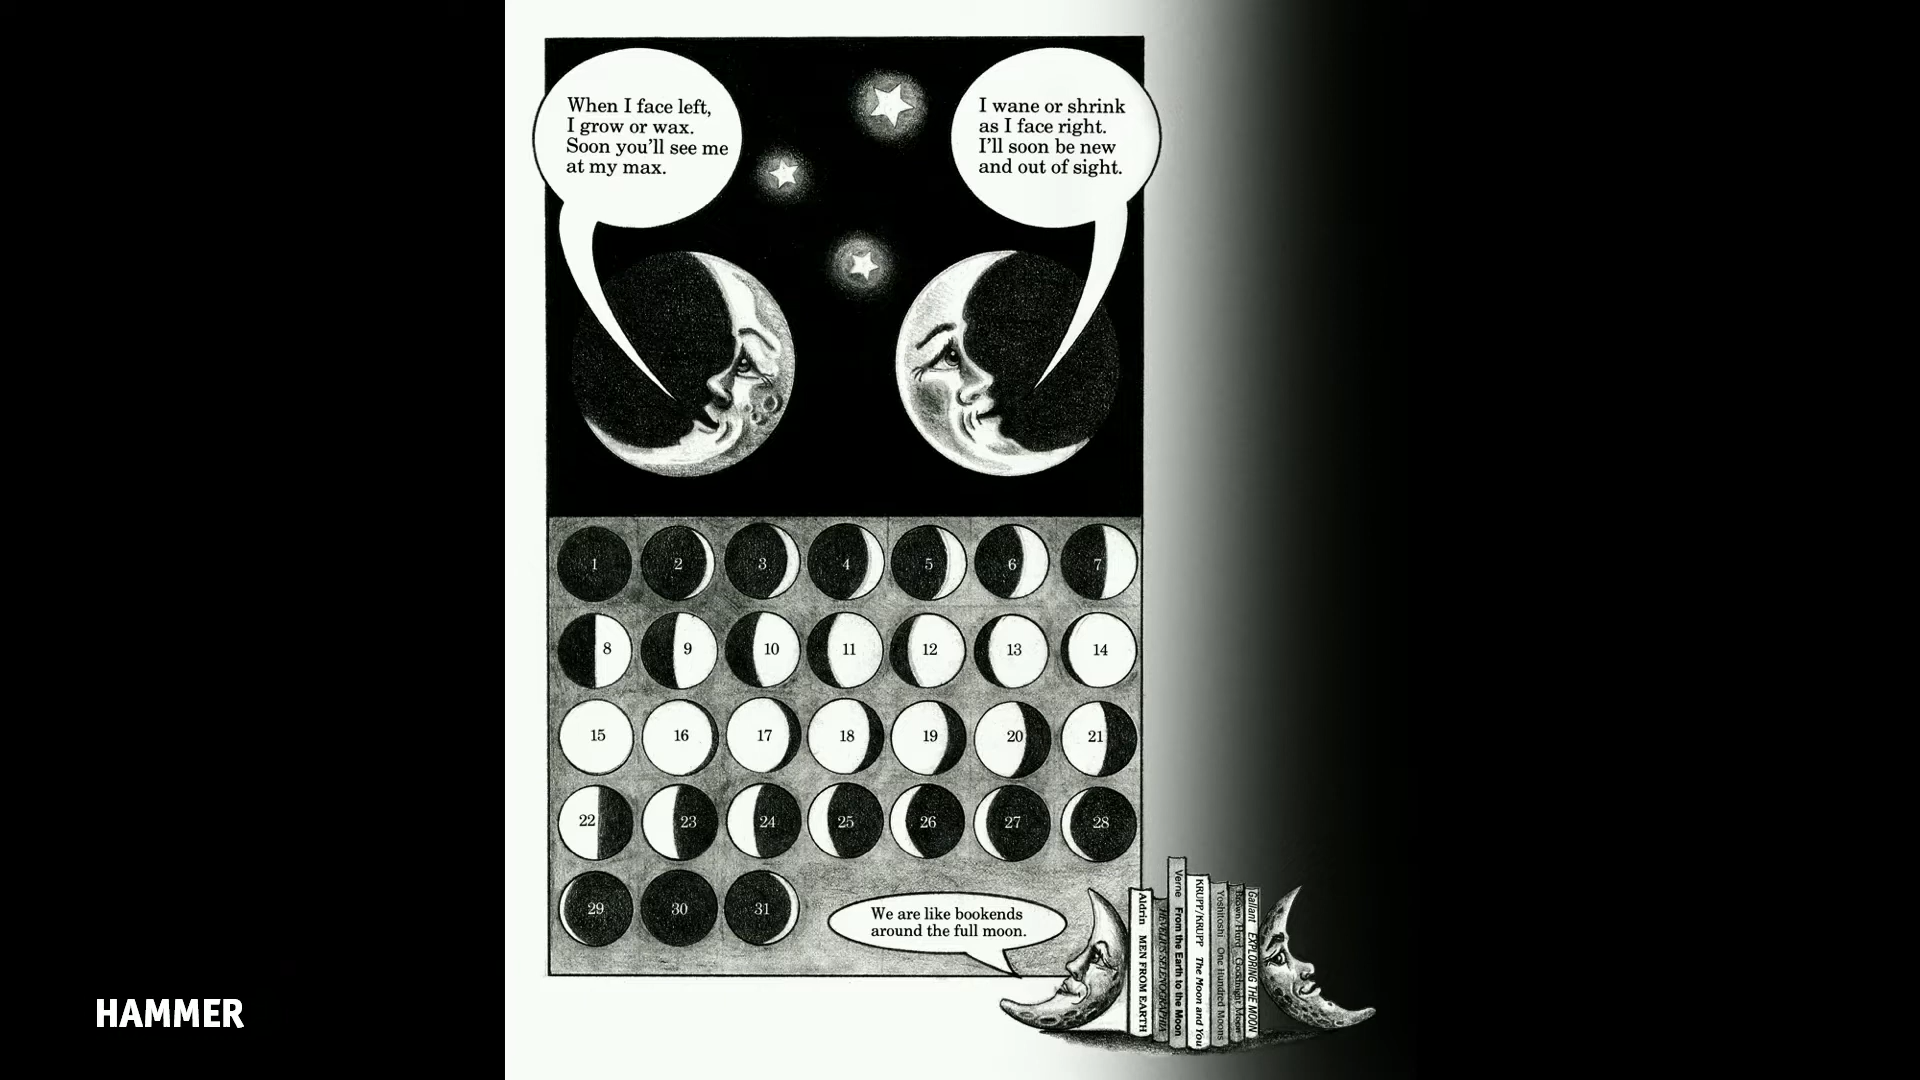 When I face left,
I grow or wax.
Soon you'll see me
at my max.
I wane or shrink
as I face right.
I'll soon be new
and out of sight.
1 2 3 4 5 6 7
8 9 10 11 12 13 14
15 16 17 18 19 20 21
22 23 24 25 26 27 28
29 30 31
We are like bookends
around the full moon.
Aldrin MEN FROM EARTH
HEVELIUS SELENOGRAPHIA
Verne From the Earth to the Moon
KRUPP/KRUPP The Moon and You
Yoshitoshi One Hundred Moons
Brown/Hurd Goodnight Moon
Gallant EXPLORING THE MOON
HAMMER